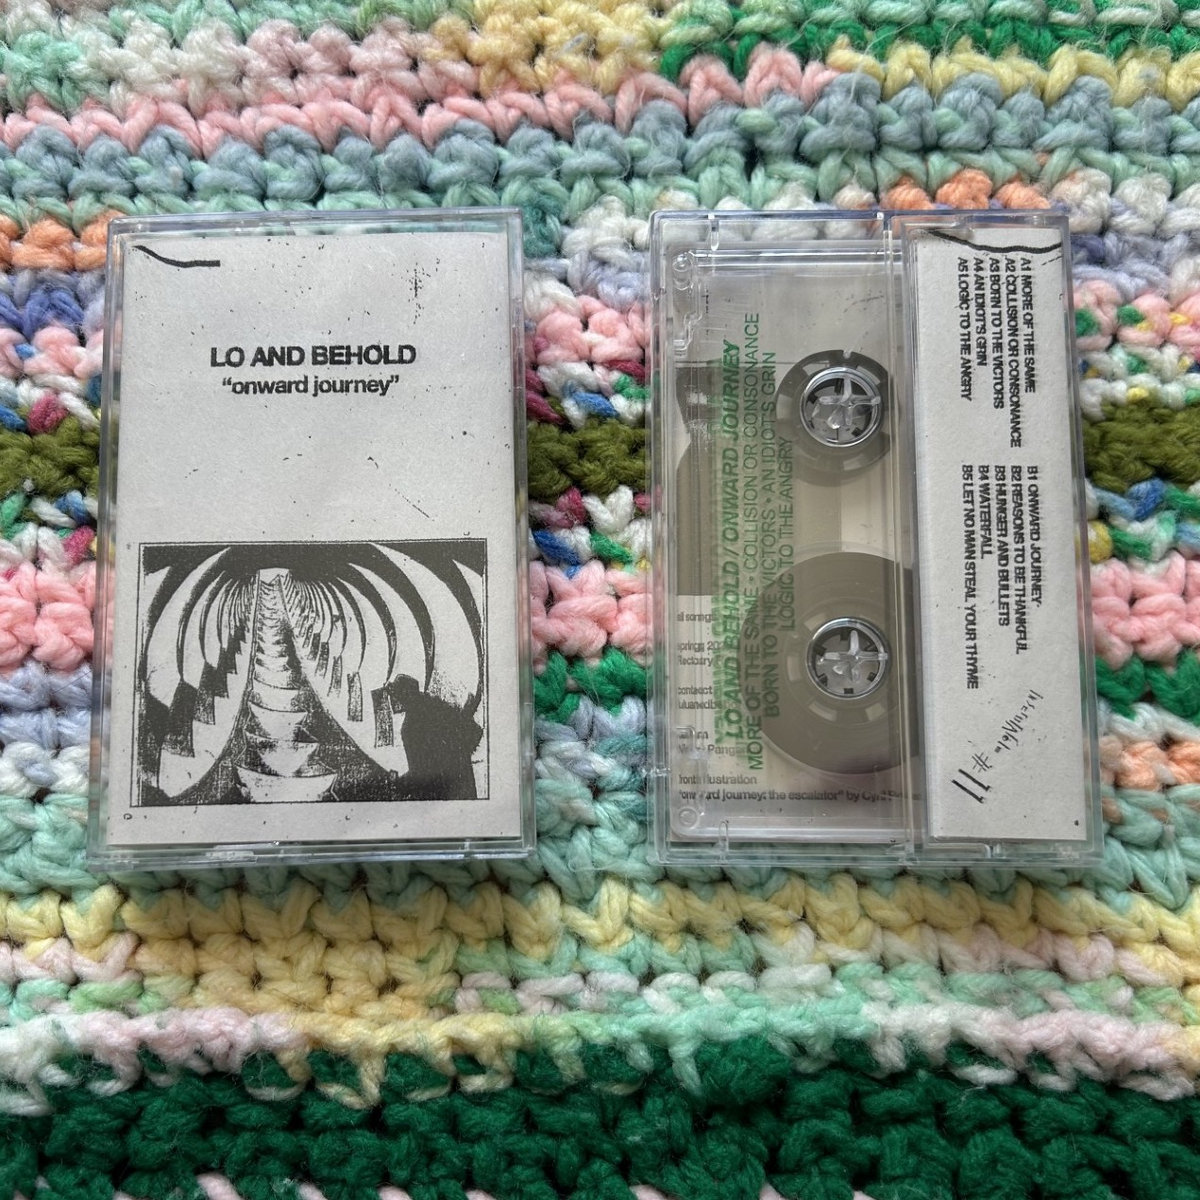 LO AND BEHOLD
“onward journey”
A1 MORE OF THE SAME
A2 COLLISION OR CONSONANCE
A3 BORN TO THE VICTORS
A4 AN IDIOT'S GRIN
A5 LOGIC TO THE ANGRY
B1 ONWARD JOURNEY
B2 REASONS TO BE THANKFUL
B3 HUNGER AND BULLETS
B4 WATERFALL
B5 LET NO MAN STEAL YOUR THYME
#11
LO AND BEHOLD / ONWARD JOURNEY
MORE OF THE SAME • COLLISION OR CONSONANCE
BORN TO THE VICTORS • AN IDIOT'S GRIN
LOGIC TO THE ANGRY
contact
front illustration
journey: the escalator" by